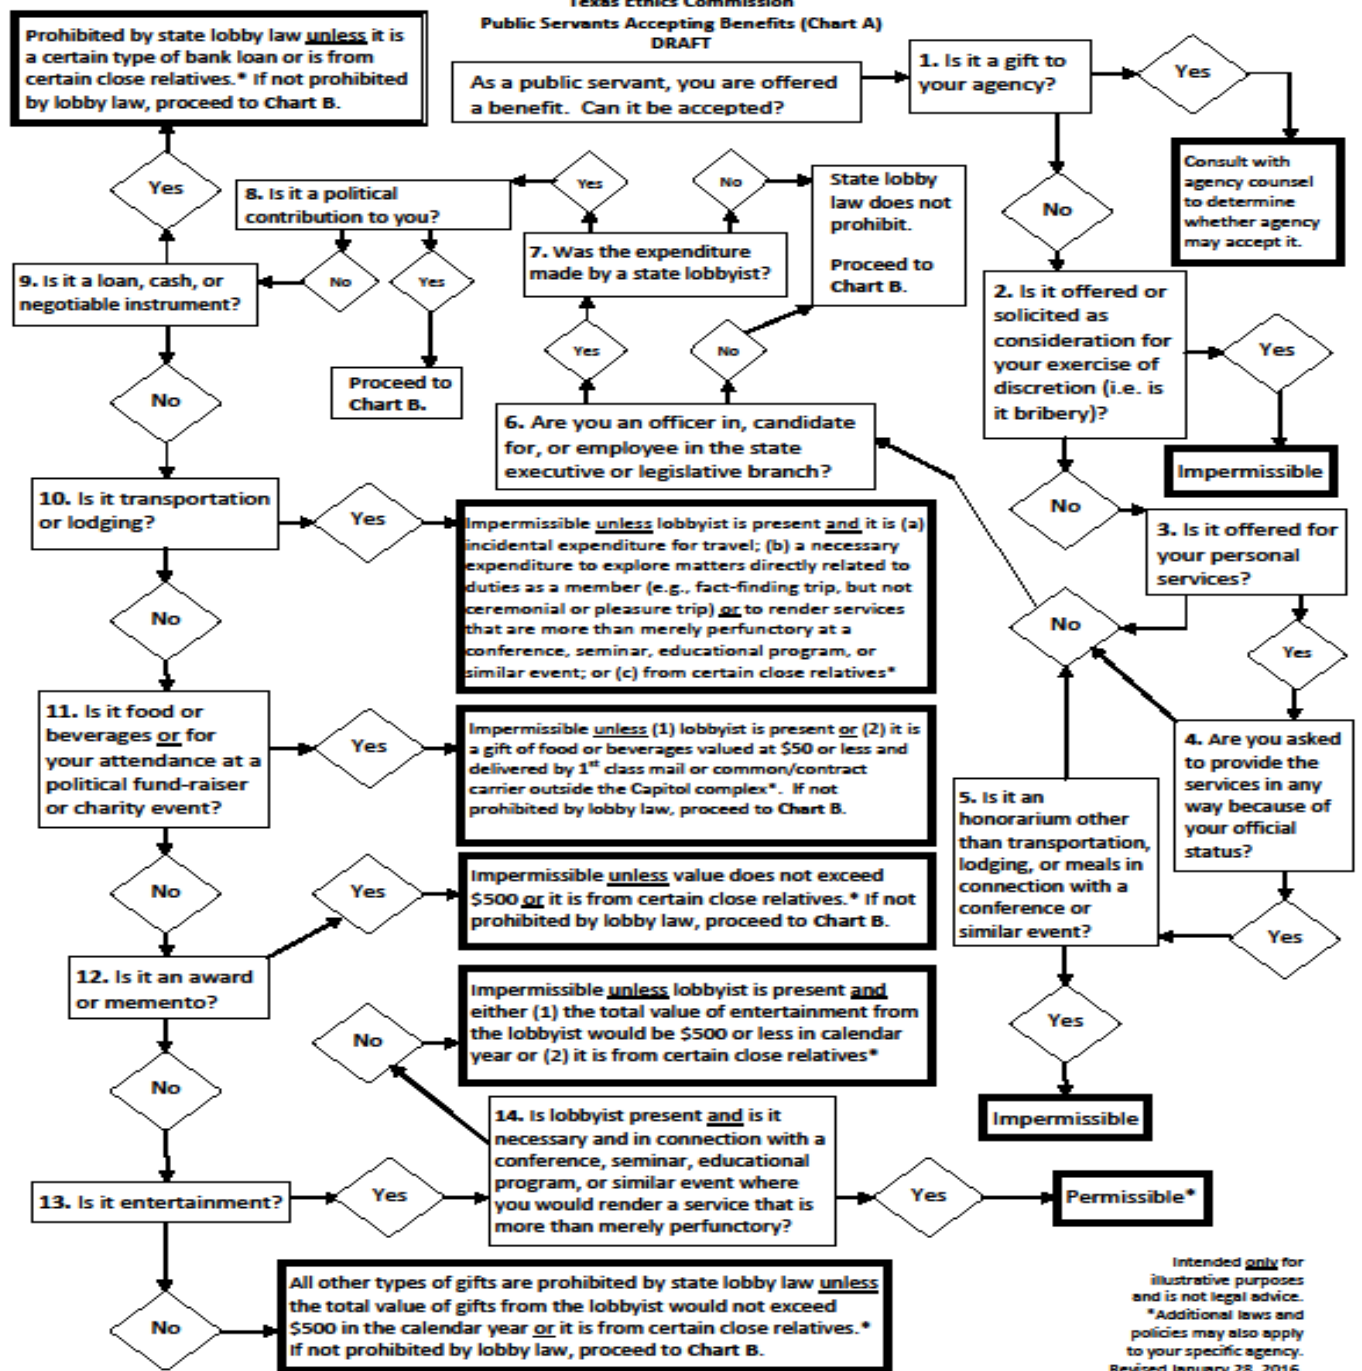 Texas Ethics Commission
Public Servants Accepting Benefits (Chart A)
DRAFT
As a public servant, you are offered
a benefit. Can it be accepted?
1. Is it a gift to
your agency?
Yes
Consult with
agency counsel
to determine
whether agency
may accept it.
No
2. Is it offered or
solicited as
consideration for
your exercise of
discretion (i.e. is
it bribery)?
Yes
Impermissible
No
3. Is it offered for
your personal
services?
No
Yes
4. Are you asked
to provide the
services in any
way because of
your official
status?
Yes
5. Is it an
honorarium other
than transportation,
lodging, or meals in
connection with a
conference or
similar event?
Yes
Impermissible
6. Are you an officer in, candidate
for, or employee in the state
executive or legislative branch?
Yes
No
7. Was the expenditure
made by a state lobbyist?
Yes
No
State lobby
law does not
prohibit.
Proceed to
Chart B.
8. Is it a political
contribution to you?
No
Yes
Proceed to
Chart B.
9. Is it a loan, cash, or
negotiable instrument?
Yes
Prohibited by state lobby law unless it is
a certain type of bank loan or is from
certain close relatives.* If not prohibited
by lobby law, proceed to Chart B.
No
10. Is it transportation
or lodging?
Yes
Impermissible unless lobbyist is present and it is (a)
incidental expenditure for travel; (b) a necessary
expenditure to explore matters directly related to
duties as a member (e.g., fact-finding trip, but not
ceremonial or pleasure trip) or to render services
that are more than merely perfunctory at a
conference, seminar, educational program, or
similar event; or (c) from certain close relatives*
No
11. Is it food or
beverages or for
your attendance at a
political fund-raiser
or charity event?
Yes
Impermissible unless (1) lobbyist is present or (2) it is
a gift of food or beverages valued at $50 or less and
delivered by 1st class mail or common/contract
carrier outside the Capitol complex*. If not
prohibited by lobby law, proceed to Chart B.
No
12. Is it an award
or memento?
Yes
Impermissible unless value does not exceed
$500 or it is from certain close relatives.* If not
prohibited by lobby law, proceed to Chart B.
No
13. Is it entertainment?
Yes
14. Is lobbyist present and is it
necessary and in connection with a
conference, seminar, educational
program, or similar event where
you would render a service that is
more than merely perfunctory?
No
Impermissible unless lobbyist is present and
either (1) the total value of entertainment from
the lobbyist would be $500 or less in calendar
year or (2) it is from certain close relatives*
Yes
Permissible*
No
All other types of gifts are prohibited by state lobby law unless
the total value of gifts from the lobbyist would not exceed
$500 in the calendar year or it is from certain close relatives.*
If not prohibited by lobby law, proceed to Chart B.
Intended only for
illustrative purposes
and is not legal advice.
*Additional laws and
policies may also apply
to your specific agency.
Revised January 28, 2016